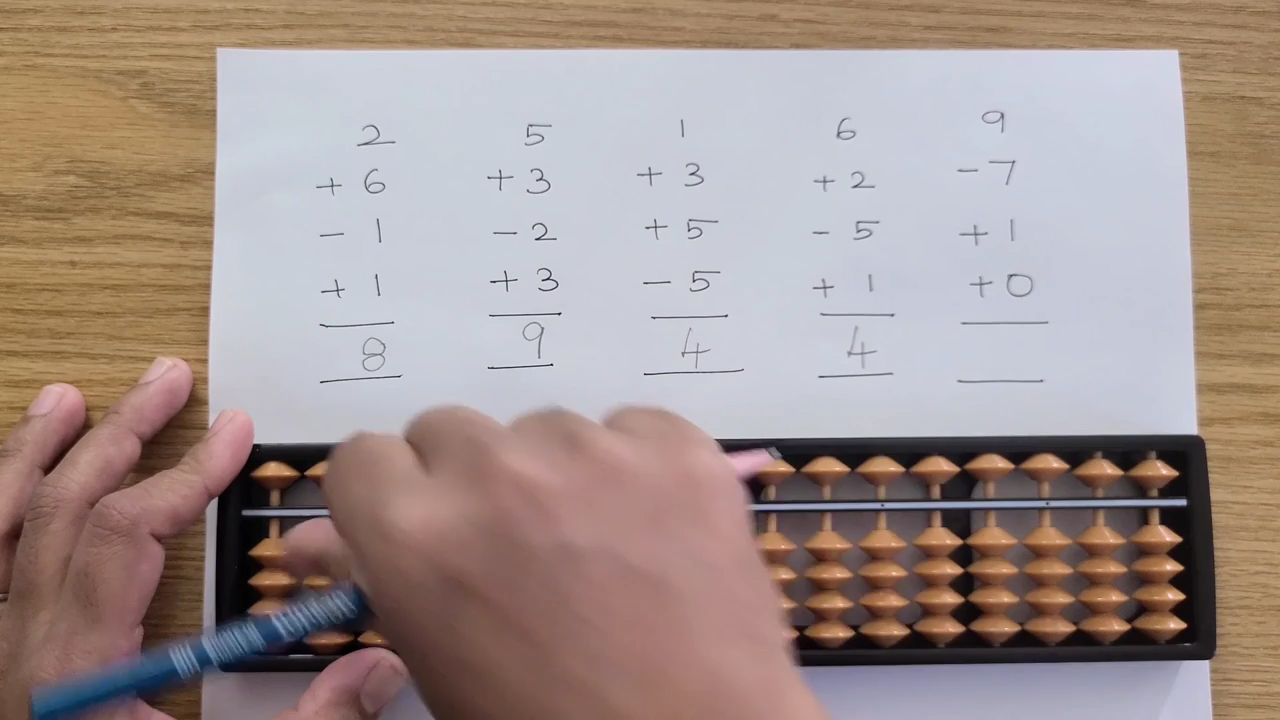 2 5 1 6 9
+ 6 + 3 + 3 + 2 - 7
- 1 - 2 + 5 - 5 + 1
+ 1 + 3 - 5 + 1 + 0
8 9 4 4